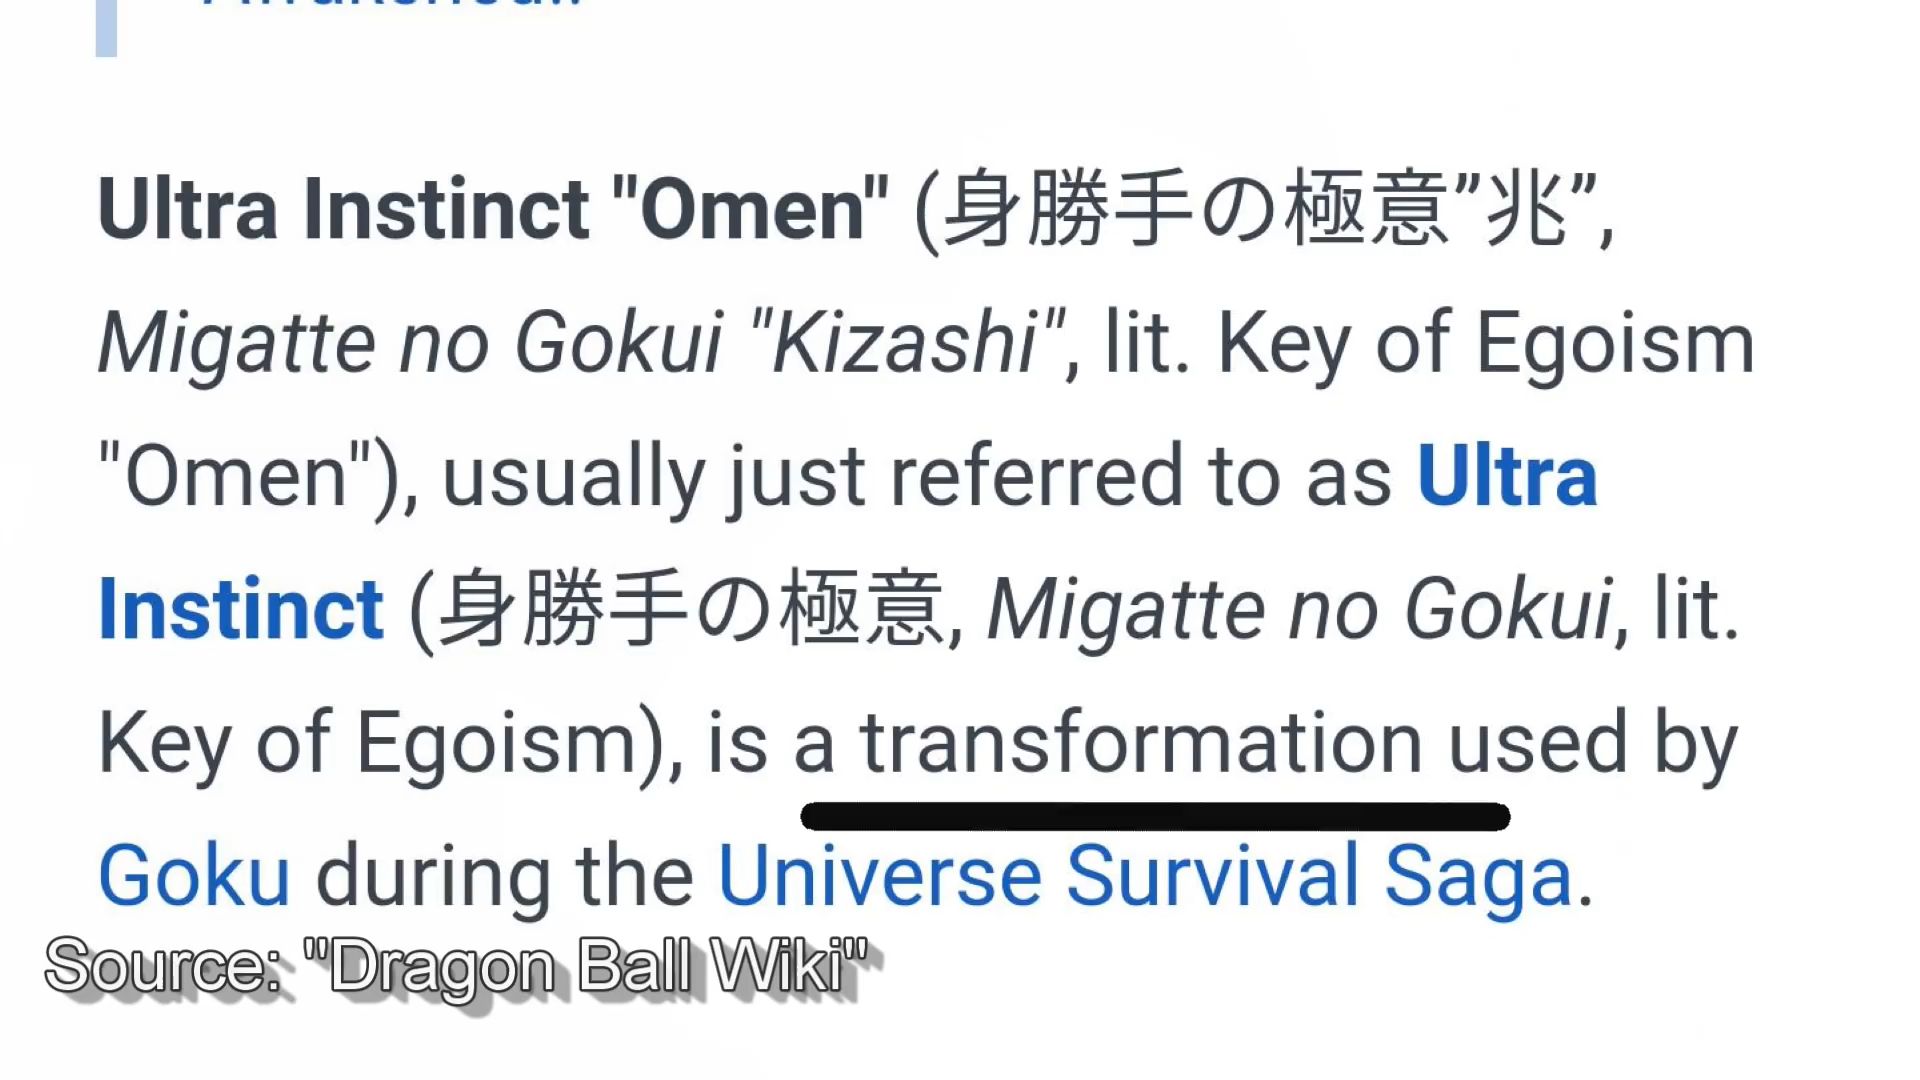 Ultra Instinct "Omen" (身勝手の極意”兆”,
Migatte no Gokui "Kizashi", lit. Key of Egoism
"Omen"), usually just referred to as Ultra
Instinct (身勝手の極意, Migatte no Gokui, lit.
Key of Egoism), is a transformation used by
Goku during the Universe Survival Saga.
Source: "Dragon Ball Wiki"